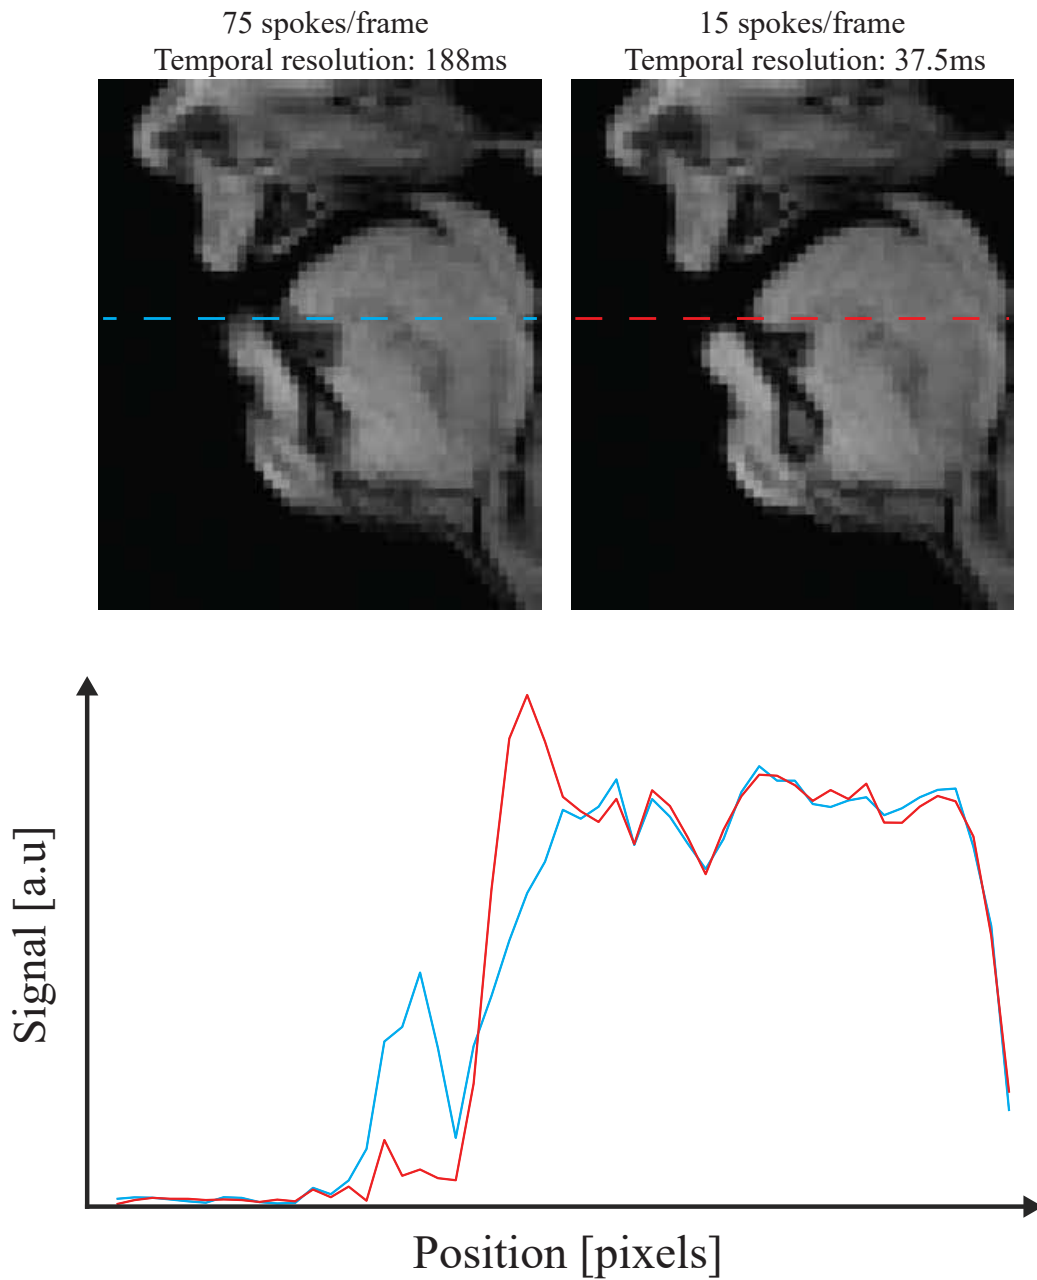 75 spokes/frame
Temporal resolution: 188ms
15 spokes/frame
Temporal resolution: 37.5ms
Signal [a.u]
Position [pixels]